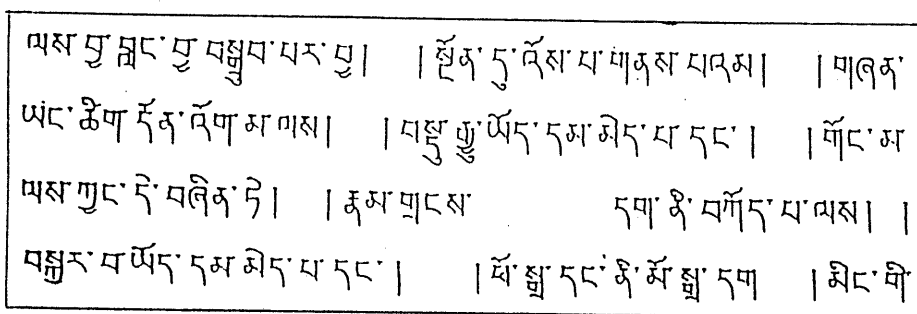 ལས་བྱ་བླང་བྱ་བསྒྲུབ་པར་བྱ། །སྔོན་དུ་འོས་པ་གནས་པའམ། །གཞན་
ཡང་ཚིག་དོན་འོག་མ་ལས། །བསྡུ་རྒྱུ་ཡོད་དམ་མེད་པ་དང་། །གོང་མ་
ལས་ཀྱང་དེ་བཞིན་ཏེ། །རྣམ་གྲངས་ དག་ནི་བཀོད་པ་ལས། །
བསྐྱར་བ་ཡོད་དམ་མེད་པ་དང་། །ཕོ་སྒྲ་དང་ནི་མོ་སྒྲ་དག །མིང་གི་